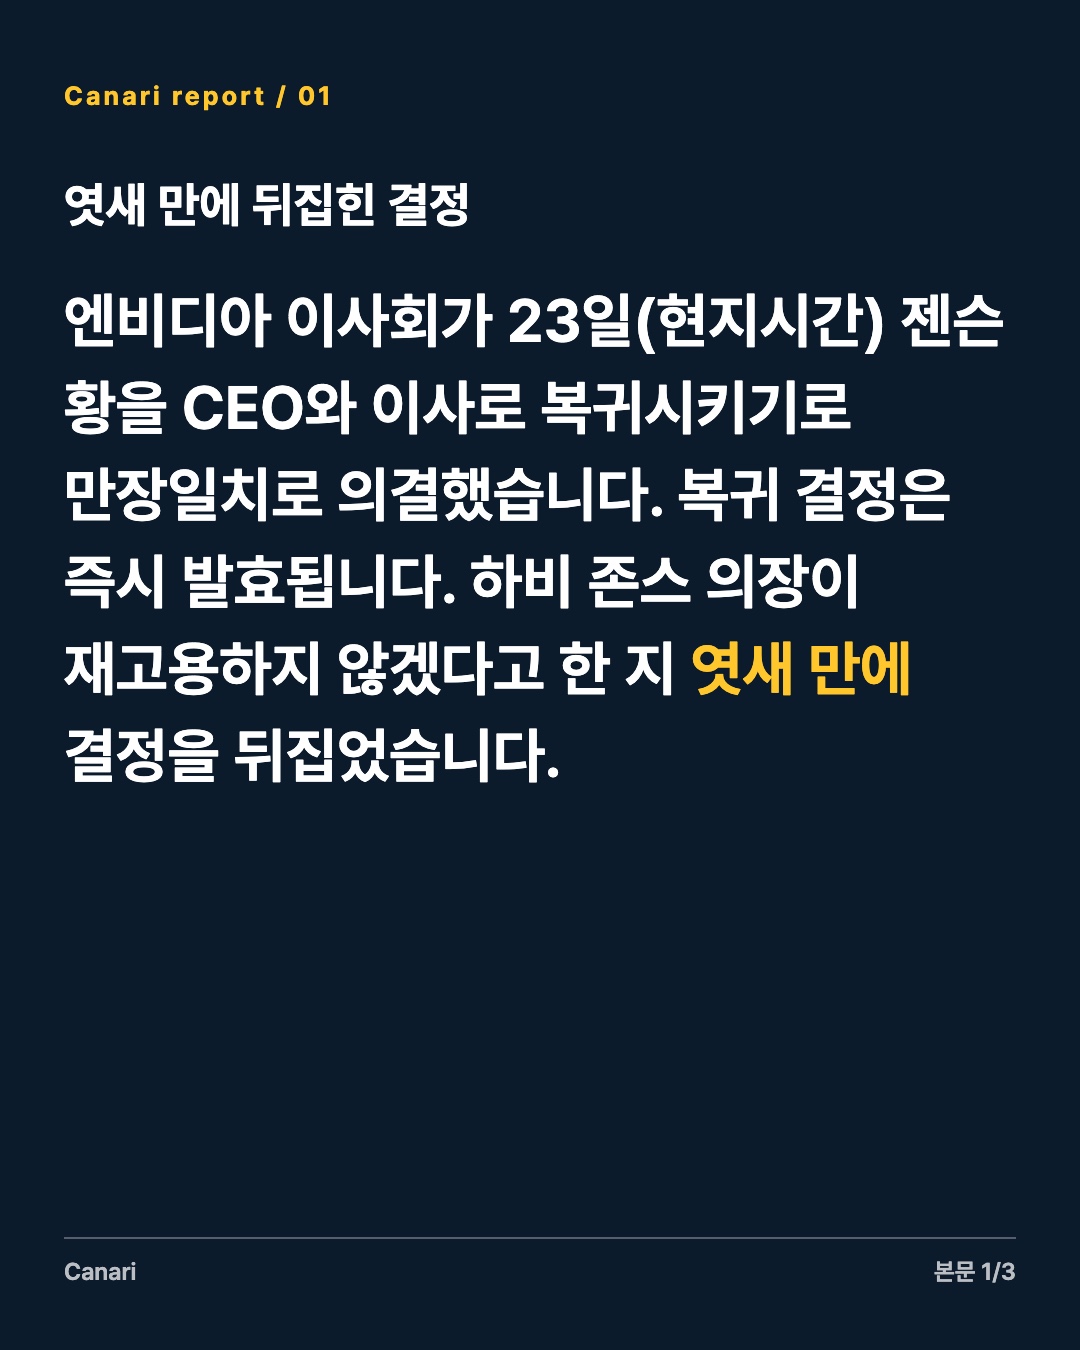 Canari report / 01
엿새 만에 뒤집힌 결정
엔비디아 이사회가 23일(현지시간) 젠슨
황을 CEO와 이사로 복귀시키기로
만장일치로 의결했습니다. 복귀 결정은
즉시 발효됩니다. 하비 존스 의장이
재고용하지 않겠다고 한 지 엿새 만에
결정을 뒤집었습니다.
Canari
본문 1/3